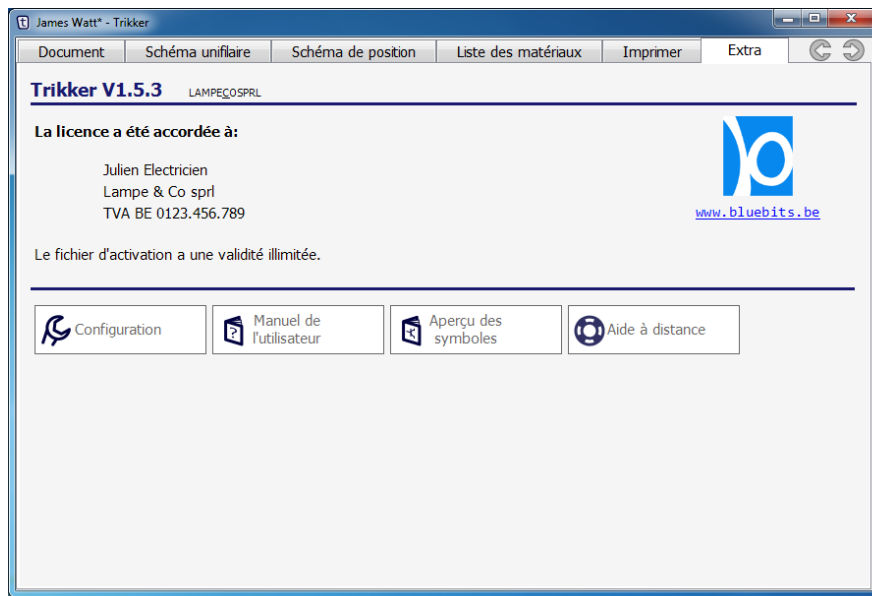 James Watt* - Trikker
Document Schéma unifilaire Schéma de position Liste des matériaux Imprimer Extra
Trikker V1.5.3 LAMPECOSPRL
La licence a été accordée à:
Julien Electricien
Lampe & Co sprl
TVA BE 0123.456.789
www.bluebits.be
Le fichier d'activation a une validité illimitée.
Configuration
Manuel de
l'utilisateur
Aperçu des
symboles
Aide à distance